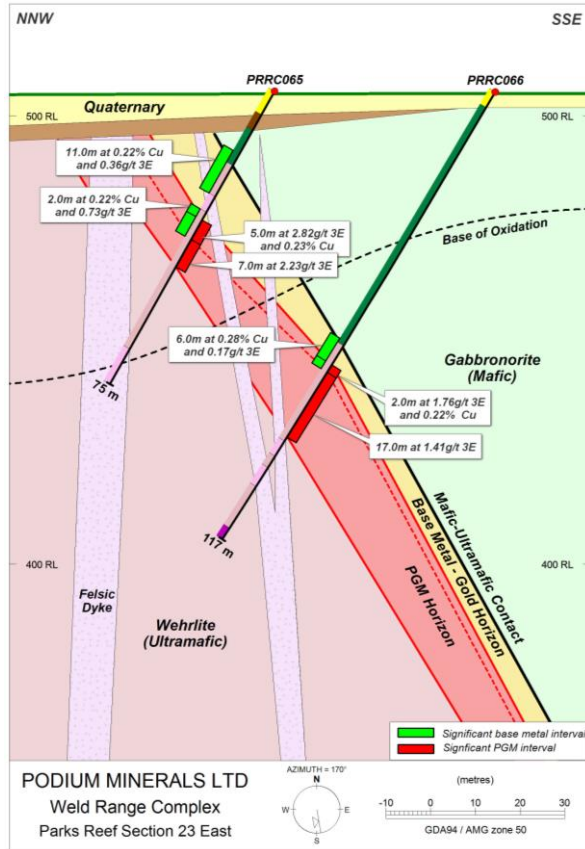 NNW
SSE
PRRC065
PRRC066
Quaternary
500 RL
500 RL
11.0m at 0.22% Cu
and 0.36g/t 3E
2.0m at 0.22% Cu
and 0.73g/t 3E
5.0m at 2.82g/t 3E
and 0.23% Cu
7.0m at 2.23g/t 3E
Base of Oxidation
6.0m at 0.28% Cu
and 0.17g/t 3E
Gabbronorite
(Mafic)
75 m
2.0m at 1.76g/t 3E
and 0.22% Cu
17.0m at 1.41g/t 3E
117 m
Mafic-Ultramafic Contact
Base Metal - Gold Horizon
PGM Horizon
400 RL
400 RL
Felsic
Dyke
Wehrlite
(Ultramafic)
Significant base metal interval
Signficant PGM interval
PODIUM MINERALS LTD
Weld Range Complex
Parks Reef Section 23 East
AZIMUTH = 170°
N
W
E
S
(metres)
-10 0 10 20 30
GDA94 / AMG zone 50